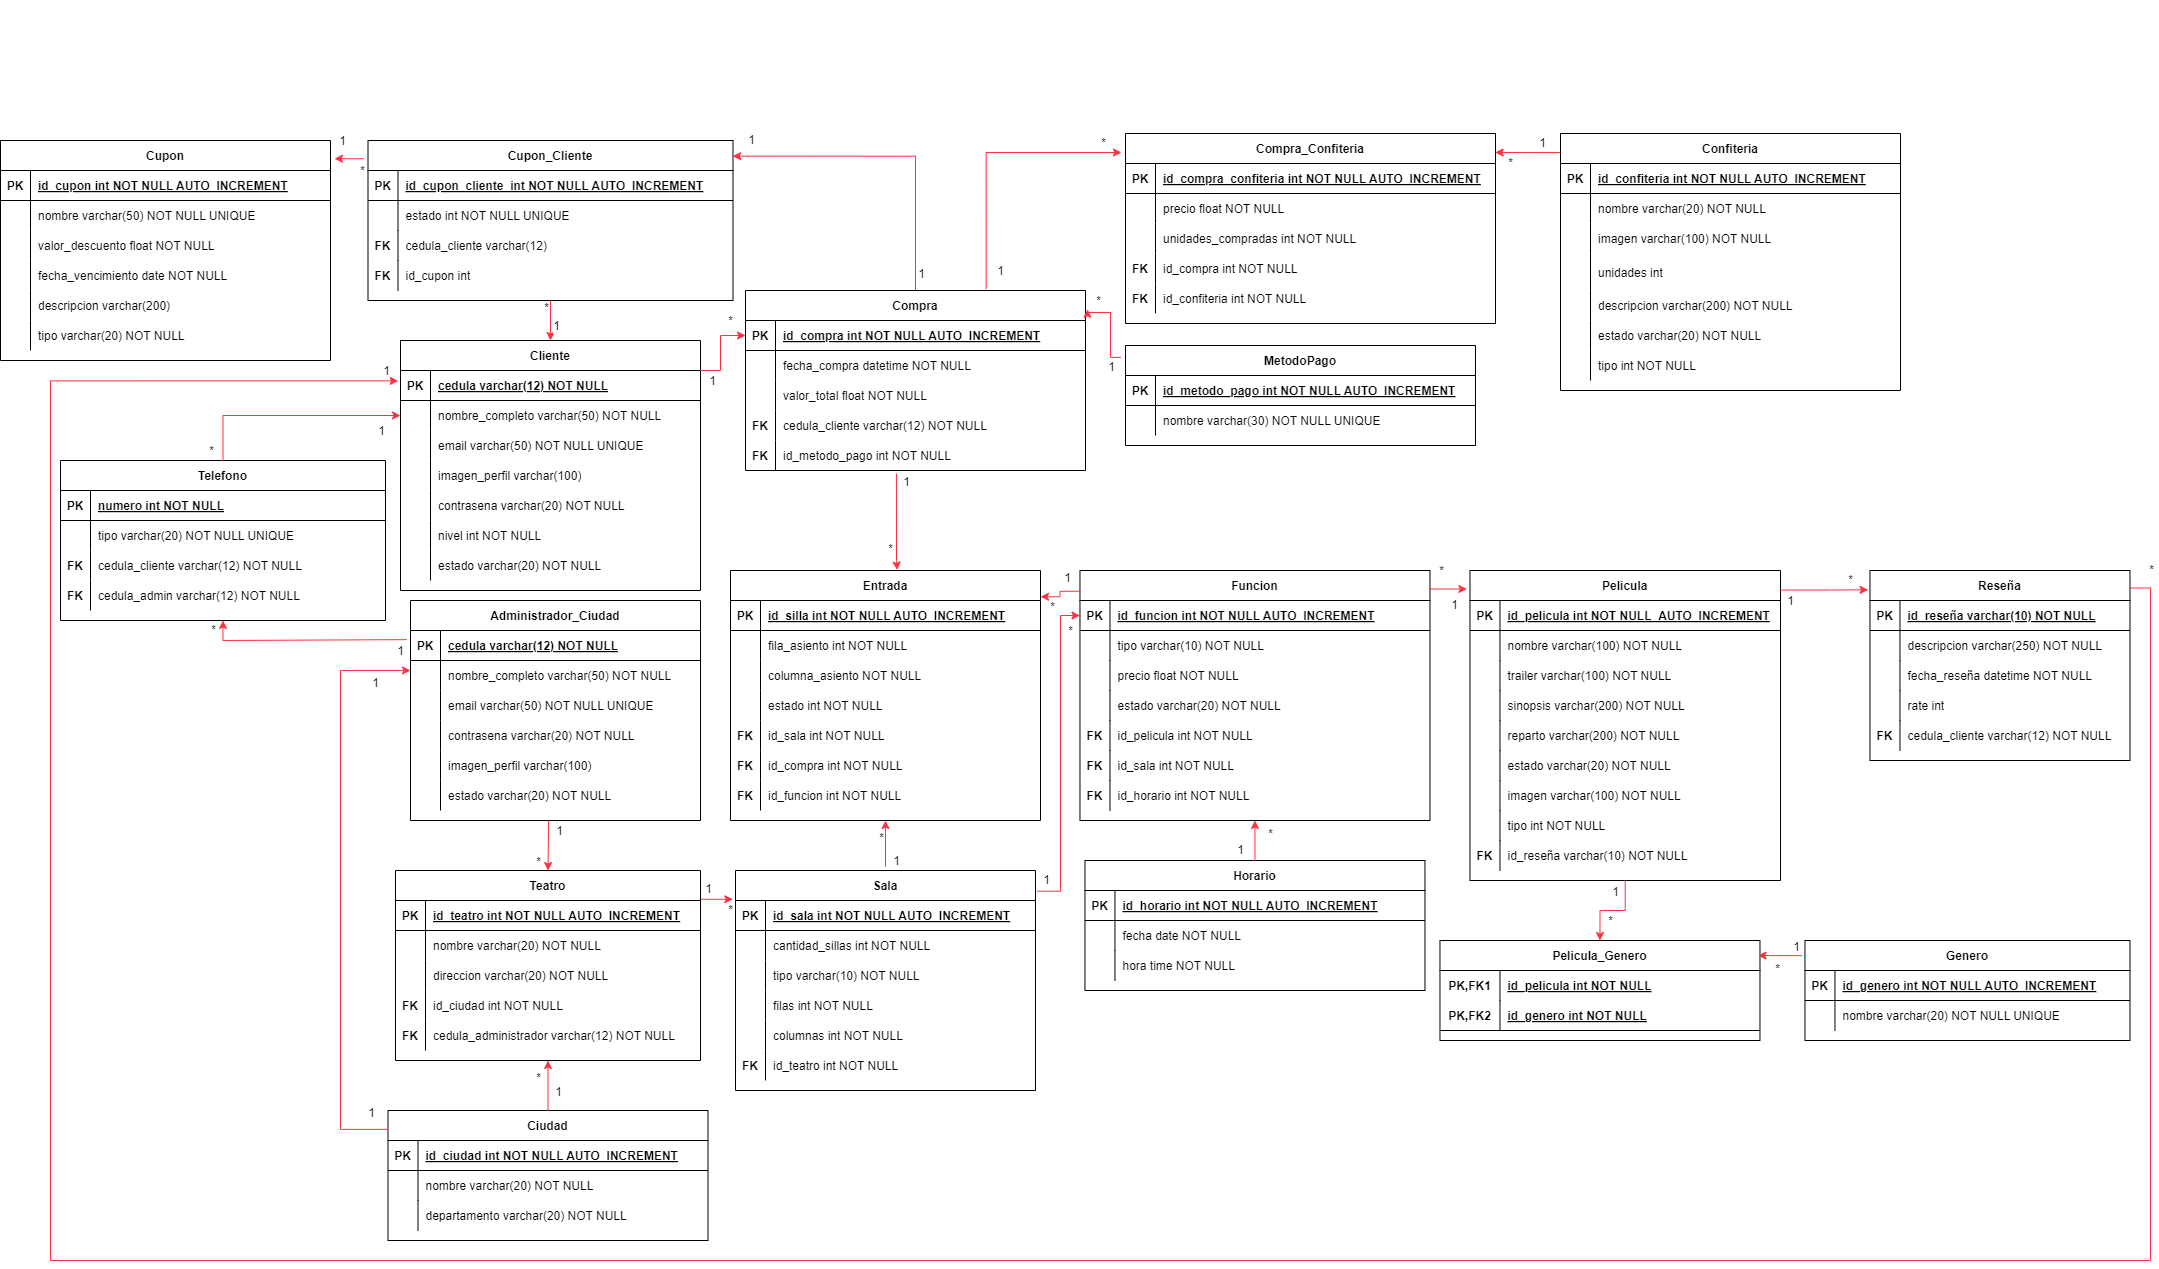 Cupon
PK id_cupon int NOT NULL AUTO_INCREMENT
nombre varchar(50) NOT NULL UNIQUE
valor_descuento float NOT NULL
fecha_vencimiento date NOT NULL
descripcion varchar(200)
tipo varchar(20) NOT NULL
1
*
Cupon_Cliente
PK id_cupon_cliente int NOT NULL AUTO_INCREMENT
estado int NOT NULL UNIQUE
FK cedula_cliente varchar(12)
FK id_cupon int
1
1
*
1
Compra_Confiteria
PK id_compra_confiteria int NOT NULL AUTO_INCREMENT
precio float NOT NULL
unidades_compradas int NOT NULL
FK id_compra int NOT NULL
FK id_confiteria int NOT NULL
*
1
1
*
Confiteria
PK id_confiteria int NOT NULL AUTO_INCREMENT
nombre varchar(20) NOT NULL
imagen varchar(100) NOT NULL
unidades int
descripcion varchar(200) NOT NULL
estado varchar(20) NOT NULL
tipo int NOT NULL
Compra
PK id_compra int NOT NULL AUTO_INCREMENT
fecha_compra datetime NOT NULL
valor_total float NOT NULL
FK cedula_cliente varchar(12) NOT NULL
FK id_metodo_pago int NOT NULL
*
1
*
1
MetodoPago
PK id_metodo_pago int NOT NULL AUTO_INCREMENT
nombre varchar(30) NOT NULL UNIQUE
Cliente
PK cedula varchar(12) NOT NULL
nombre_completo varchar(50) NOT NULL
email varchar(50) NOT NULL UNIQUE
imagen_perfil varchar(100)
contrasena varchar(20) NOT NULL
nivel int NOT NULL
estado varchar(20) NOT NULL
1
1
*
Telefono
PK numero int NOT NULL
tipo varchar(20) NOT NULL UNIQUE
FK cedula_cliente varchar(12) NOT NULL
FK cedula_admin varchar(12) NOT NULL
*
1
Administrador_Ciudad
PK cedula varchar(12) NOT NULL
nombre_completo varchar(50) NOT NULL
email varchar(50) NOT NULL UNIQUE
contrasena varchar(20) NOT NULL
imagen_perfil varchar(100)
estado varchar(20) NOT NULL
1
1
*
1
*
Entrada
PK id_silla int NOT NULL AUTO_INCREMENT
fila_asiento int NOT NULL
columna_asiento NOT NULL
estado int NOT NULL
FK id_sala int NOT NULL
FK id_compra int NOT NULL
FK id_funcion int NOT NULL
1
*
*
Funcion
PK id_funcion int NOT NULL AUTO_INCREMENT
tipo varchar(10) NOT NULL
precio float NOT NULL
estado varchar(20) NOT NULL
FK id_pelicula int NOT NULL
FK id_sala int NOT NULL
FK id_horario int NOT NULL
*
1
Pelicula
PK id_pelicula int NOT NULL AUTO_INCREMENT
nombre varchar(100) NOT NULL
trailer varchar(100) NOT NULL
sinopsis varchar(200) NOT NULL
reparto varchar(200) NOT NULL
estado varchar(20) NOT NULL
imagen varchar(100) NOT NULL
tipo int NOT NULL
FK id_reseña varchar(10) NOT NULL
*
1
Reseña
PK id_reseña varchar(10) NOT NULL
descripcion varchar(250) NOT NULL
fecha_reseña datetime NOT NULL
rate int
FK cedula_cliente varchar(12) NOT NULL
*
Teatro
PK id_teatro int NOT NULL AUTO_INCREMENT
nombre varchar(20) NOT NULL
direccion varchar(20) NOT NULL
FK id_ciudad int NOT NULL
FK cedula_administrador varchar(12) NOT NULL
1
*
*
1
Sala
PK id_sala int NOT NULL AUTO_INCREMENT
cantidad_sillas int NOT NULL
tipo varchar(10) NOT NULL
filas int NOT NULL
columnas int NOT NULL
FK id_teatro int NOT NULL
1
*
1
Horario
PK id_horario int NOT NULL AUTO_INCREMENT
fecha date NOT NULL
hora time NOT NULL
1
*
Pelicula_Genero
PK,FK1 id_pelicula int NOT NULL
PK,FK2 id_genero int NOT NULL
1
*
Genero
PK id_genero int NOT NULL AUTO_INCREMENT
nombre varchar(20) NOT NULL UNIQUE
*
1
1
Ciudad
PK id_ciudad int NOT NULL AUTO_INCREMENT
nombre varchar(20) NOT NULL
departamento varchar(20) NOT NULL